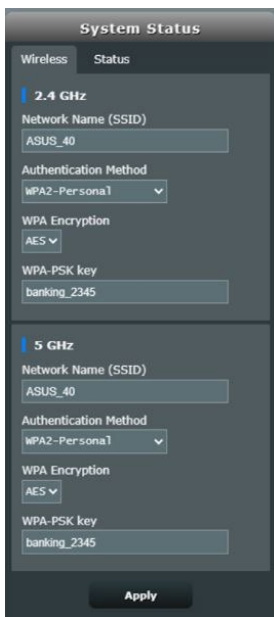 System Status
Wireless Status
2.4 GHz
Network Name (SSID)
ASUS_40
Authentication Method
WPA2-Personal
WPA Encryption
AES
WPA-PSK key
banking_2345
5 GHz
Network Name (SSID)
ASUS_40
Authentication Method
WPA2-Personal
WPA Encryption
AES
WPA-PSK key
banking_2345
Apply